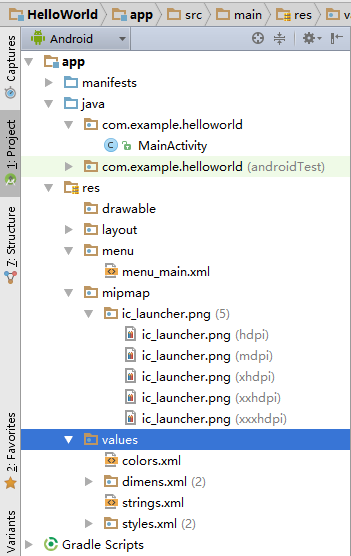 HelloWorld app src main res v
Android
app
manifests
java
com.example.helloworld
MainActivity
com.example.helloworld (androidTest)
res
drawable
layout
menu
menu_main.xml
mipmap
ic_launcher.png (5)
ic_launcher.png (hdpi)
ic_launcher.png (mdpi)
ic_launcher.png (xhdpi)
ic_launcher.png (xxhdpi)
ic_launcher.png (xxxhdpi)
values
colors.xml
dimens.xml (2)
strings.xml
styles.xml (2)
Gradle Scripts
Captures
1: Project
7: Structure
2: Favorites
Variants